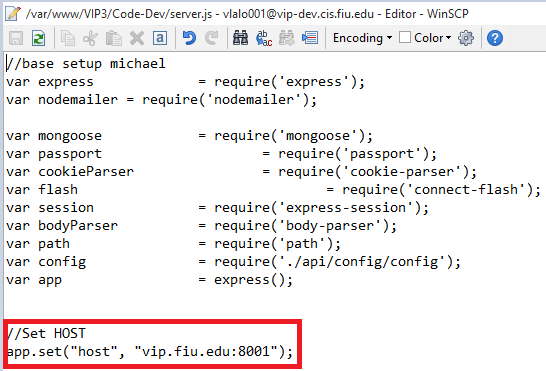 /var/www/VIP3/Code-Dev/server.js - vlalo001@vip-dev.cis.fiu.edu - Editor - WinSCP
Encoding Color
//base setup michael
var express = require('express');
var nodemailer = require('nodemailer');
var mongoose = require('mongoose');
var passport = require('passport');
var cookieParser = require('cookie-parser');
var flash = require('connect-flash');
var session = require('express-session');
var bodyParser = require('body-parser');
var path = require('path');
var config = require('./api/config/config');
var app = express();
//Set HOST
app.set("host", "vip.fiu.edu:8001");